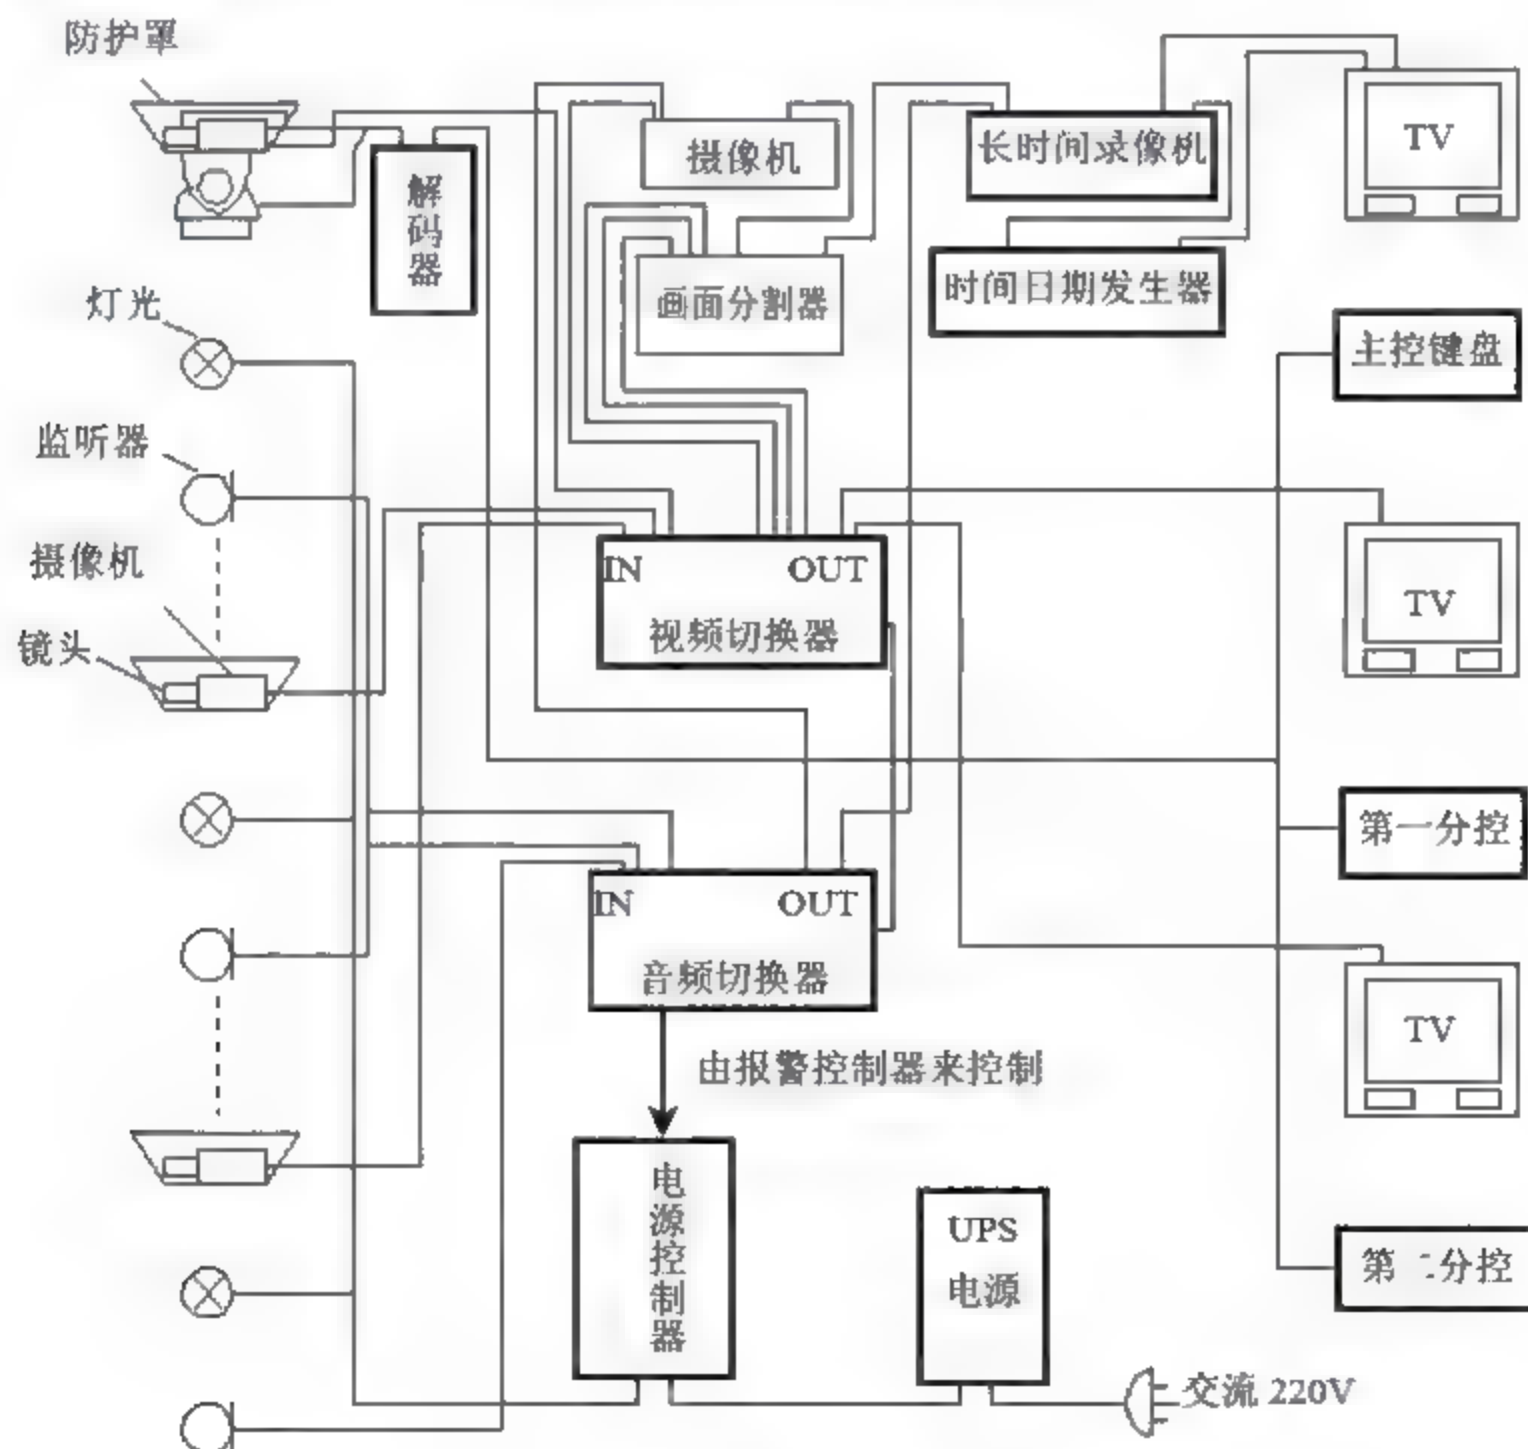 防护罩
摄像机
长时间录像机
TV
解
码
器
画面分割器
时间日期发生器
灯光
主控键盘
监听器
摄像机
IN
OUT
TV
视频切换器
镜头
第一分控
IN
OUT
音频切换器
TV
由报警控制器来控制
电
源
控
制
器
UPS
电源
第二分控
交流 220V